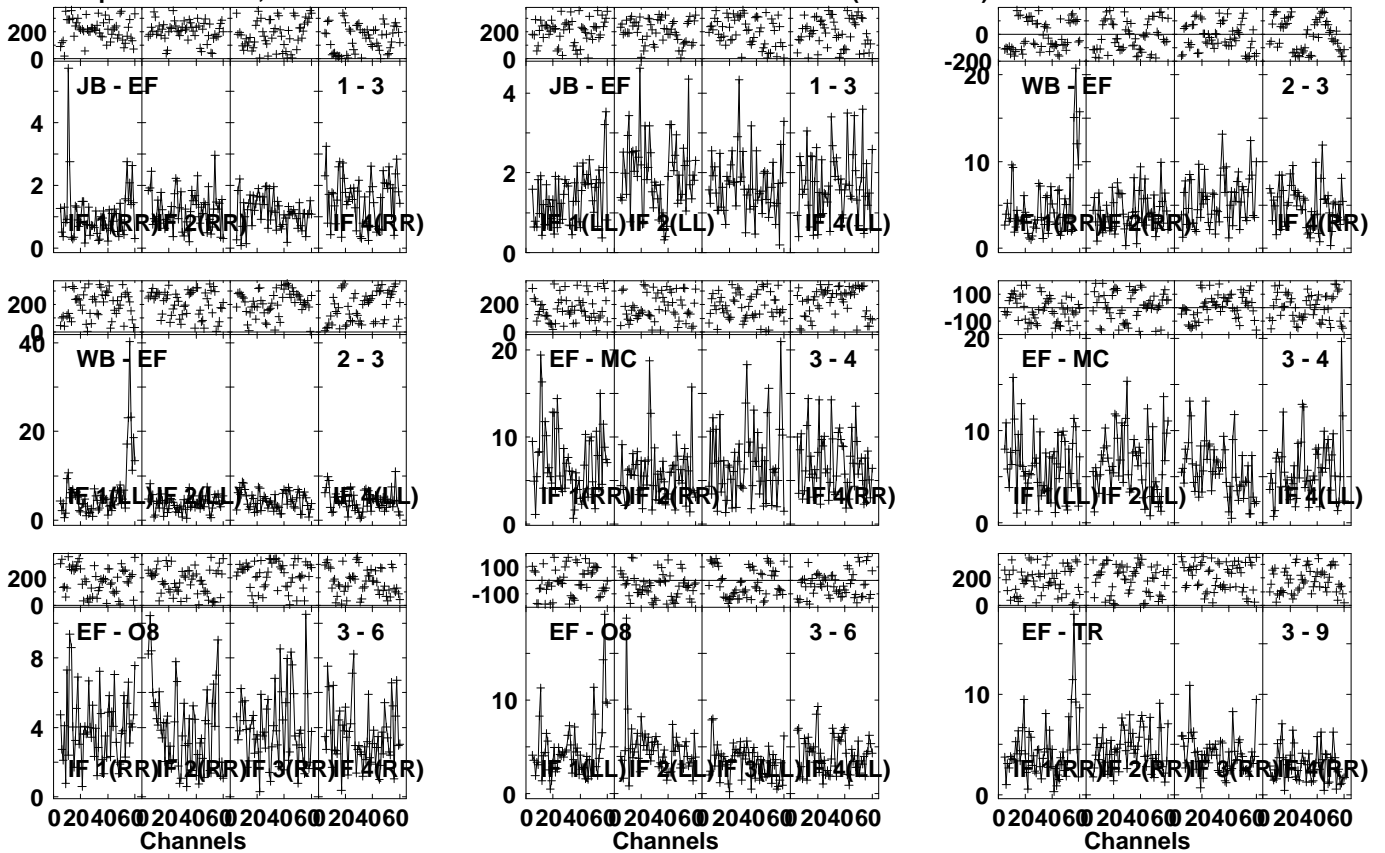 200
0
JB - EF 1 - 3
6
4
2
0
IF 1(RR) IF 2(RR) IF 4(RR)
200
0
JB - EF 1 - 3
4
2
0
IF 1(LL) IF 2(LL) IF 4(LL)
0
-200
WB - EF 2 - 3
20
10
0
IF 1(RR) IF 2(RR) IF 4(RR)
200
0
WB - EF 2 - 3
40
20
0
IF 1(LL) IF 2(LL) IF 4(LL)
200
0
EF - MC 3 - 4
20
10
0
IF 1(RR) IF 2(RR) IF 4(RR)
100
-100
EF - MC 3 - 4
20
10
0
IF 1(LL) IF 2(LL) IF 4(LL)
200
0
EF - O8 3 - 6
8
4
0
IF 1(RR) IF 2(RR) IF 3(RR) IF 4(RR)
0 20 40 60 0 20 40 60 0 20 40 60 0 20 40 60
Channels
100
-100
EF - O8 3 - 6
10
0
IF 1(LL) IF 2(LL) IF 3(LL) IF 4(LL)
0 20 40 60 0 20 40 60 0 20 40 60 0 20 40 60
Channels
200
0
EF - TR 3 - 9
10
0
IF 1(RR) IF 2(RR) IF 3(RR) IF 4(RR)
0 20 40 60 0 20 40 60 0 20 40 60 0 20 40 60
Channels